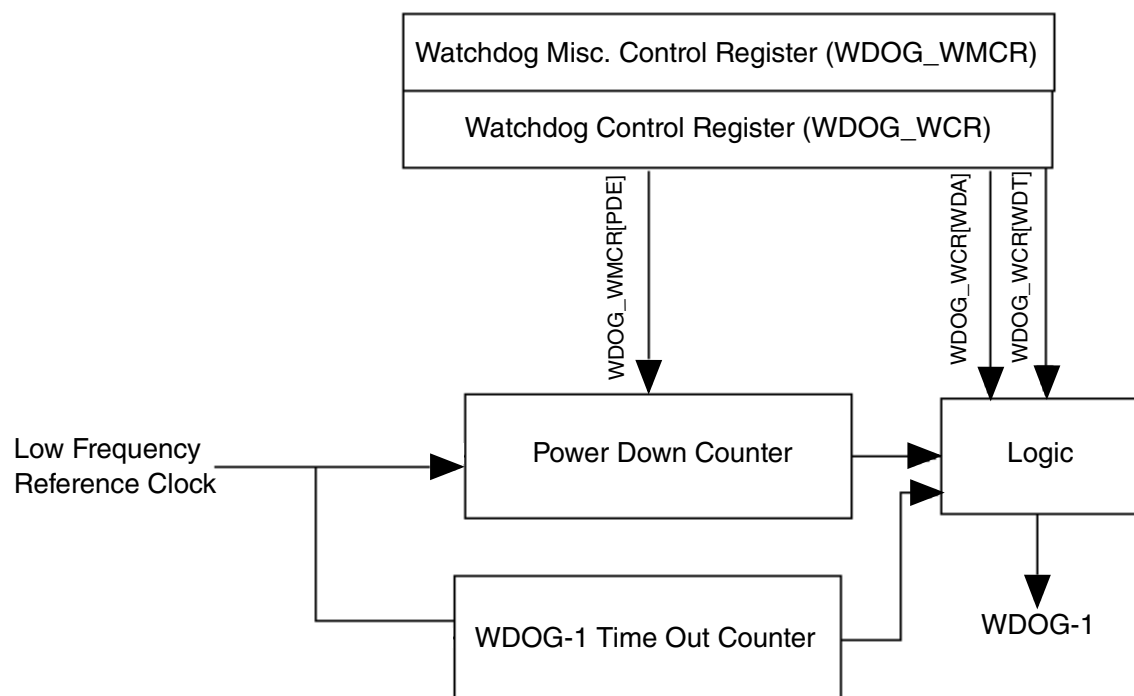 Watchdog Misc. Control Register (WDOG_WMCR)
Watchdog Control Register (WDOG_WCR)
WDOG_WMCR[PDE]
WDOG_WCR[WDA]
WDOG_WCR[WDT]
Low Frequency
Reference Clock
Power Down Counter
Logic
WDOG-1 Time Out Counter
WDOG-1